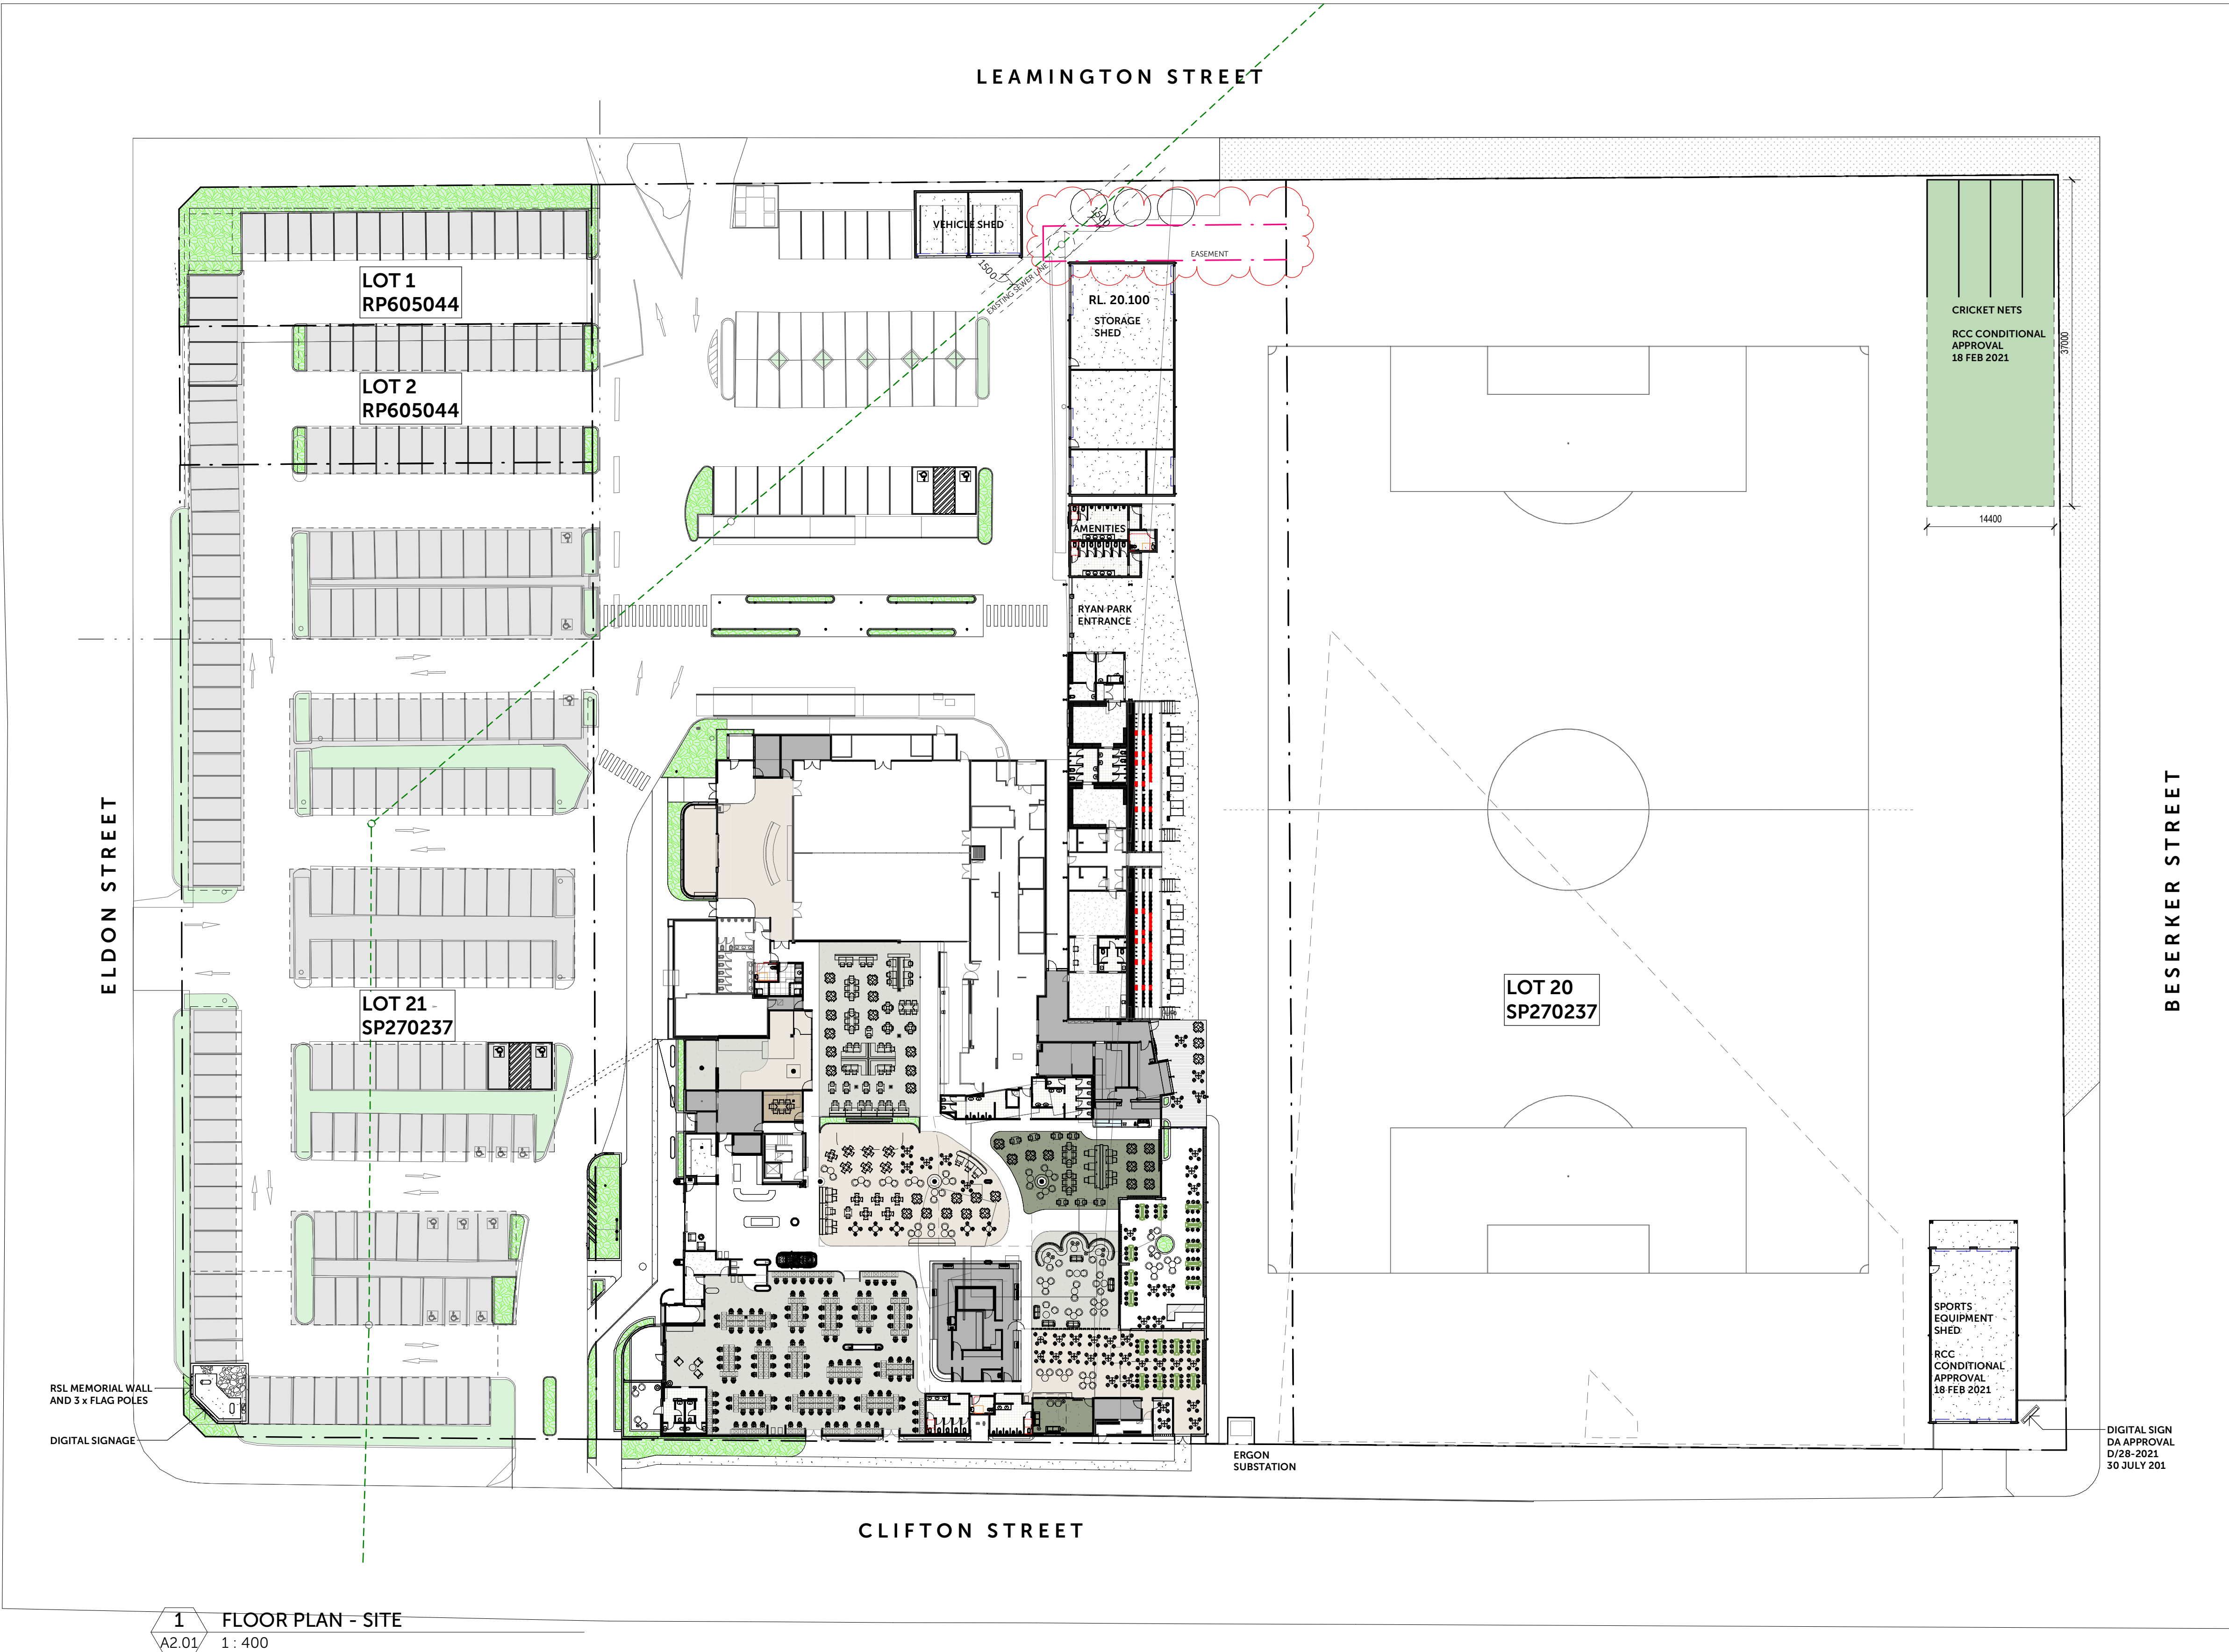 LEAMINGTON STREET
VEHICLE SHED
1500
EASEMENT
1500
EXISTING SEWER LINE
LOT 1
RP605044
RL. 20.100
STORAGE
SHED
CRICKET NETS
RCC CONDITIONAL
APPROVAL
18 FEB 2021
37000
LOT 2
RP605044
14400
AMENITIES
RYAN PARK
ENTRANCE
ELDON STREET
BESERKER STREET
LOT 20
SP270237
LOT 21
SP270237
SPORTS
EQUIPMENT
SHED
RCC
CONDITIONAL
APPROVAL
18 FEB 2021
RSL MEMORIAL WALL
AND 3 x FLAG POLES
DIGITAL SIGNAGE
ERGON
SUBSTATION
DIGITAL SIGN
DA APPROVAL
D/28-2021
30 JULY 201
CLIFTON STREET
1
FLOOR PLAN - SITE
A2.01
1 : 400